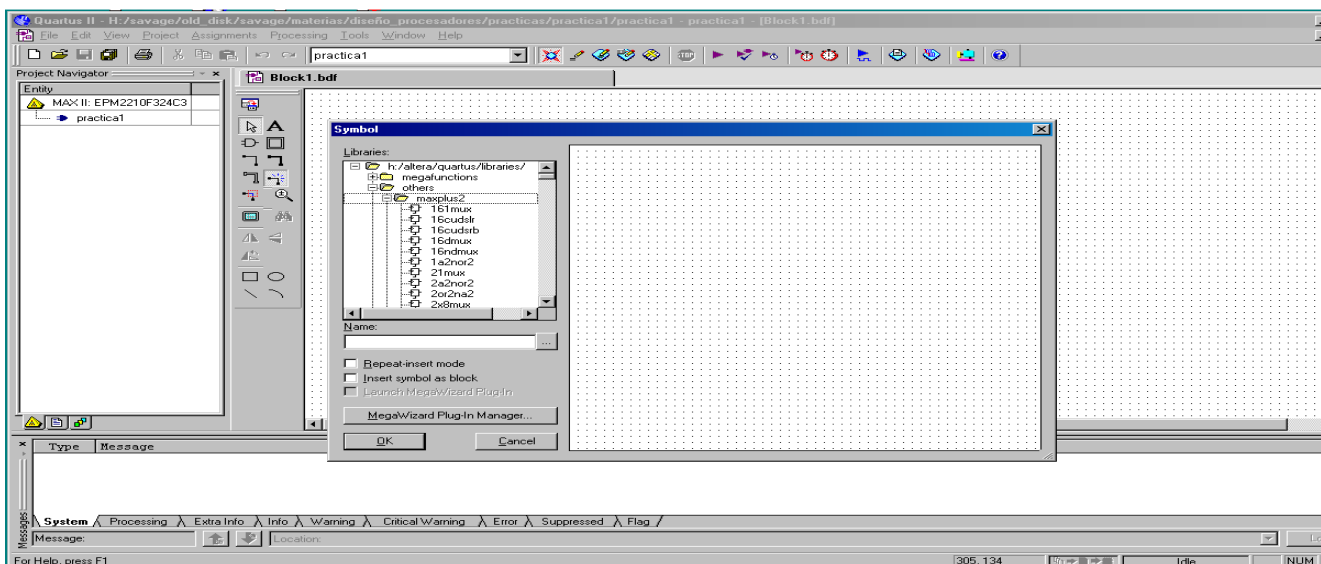 Quartus II - H:/savage/old_disk/savage/materias/diseño_procesadores/practicas/practica1/practica1 - practica1 - [Block1.bdf]
File Edit View Project Assignments Processing Tools Window Help
practica1
Project Navigator
Block1.bdf
Entity
MAX II: EPM2210F324C3
practica1
Symbol
Libraries:
h:/altera/quartus/libraries/
megafunctions
others
maxplus2
161mux
16cudslr
16cudsrb
16dmux
16ndmux
1a2nor2
21mux
2a2nor2
2or2na2
2x8mux
Name:
...
Repeat-insert mode
Insert symbol as block
Launch MegaWizard Plug-In
MegaWizard Plug-In Manager...
OK Cancel
Type Message
System Processing Extra Info Info Warning Critical Warning Error Suppressed Flag
Messages
Message: Location:
For Help, press F1 305, 134 Idle NUM